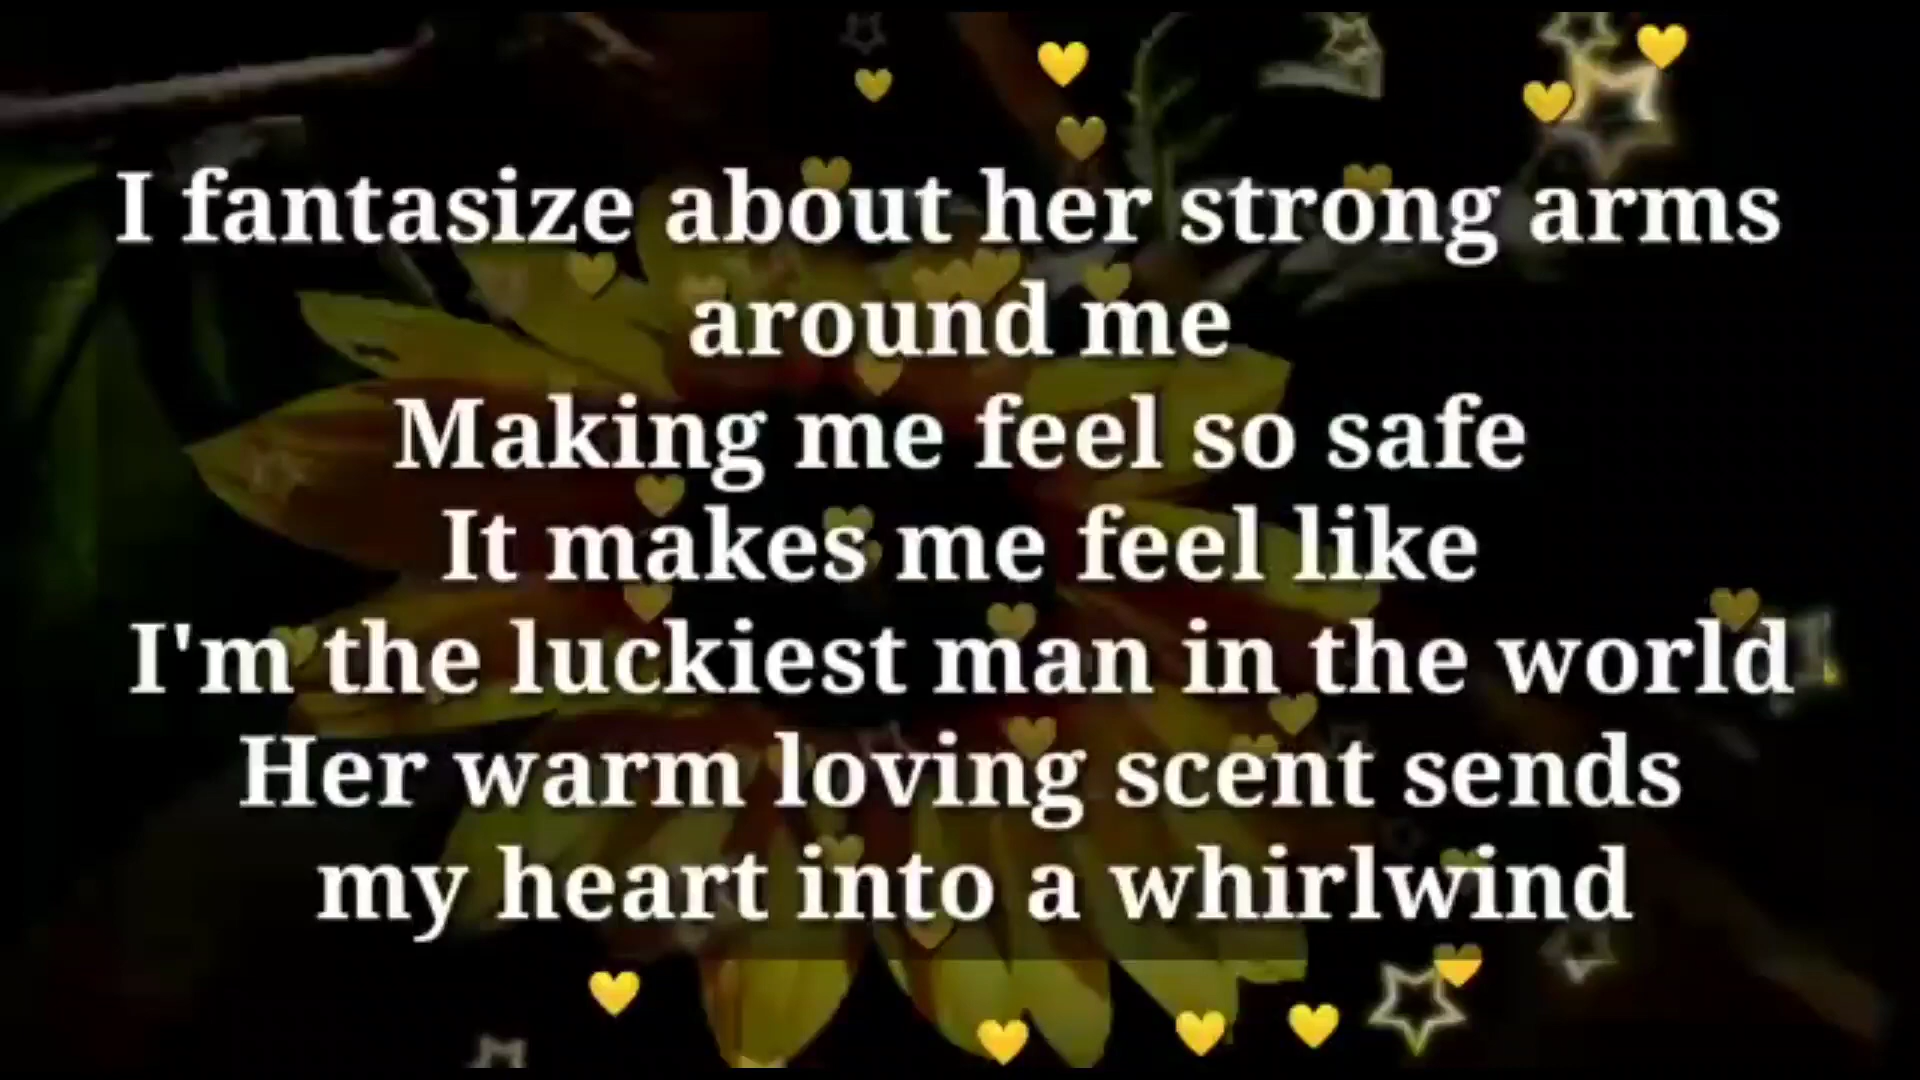 I fantasize about her strong arms
around me
Making me feel so safe
It makes me feel like
I'm the luckiest man in the world
Her warm loving scent sends
my heart into a whirlwind